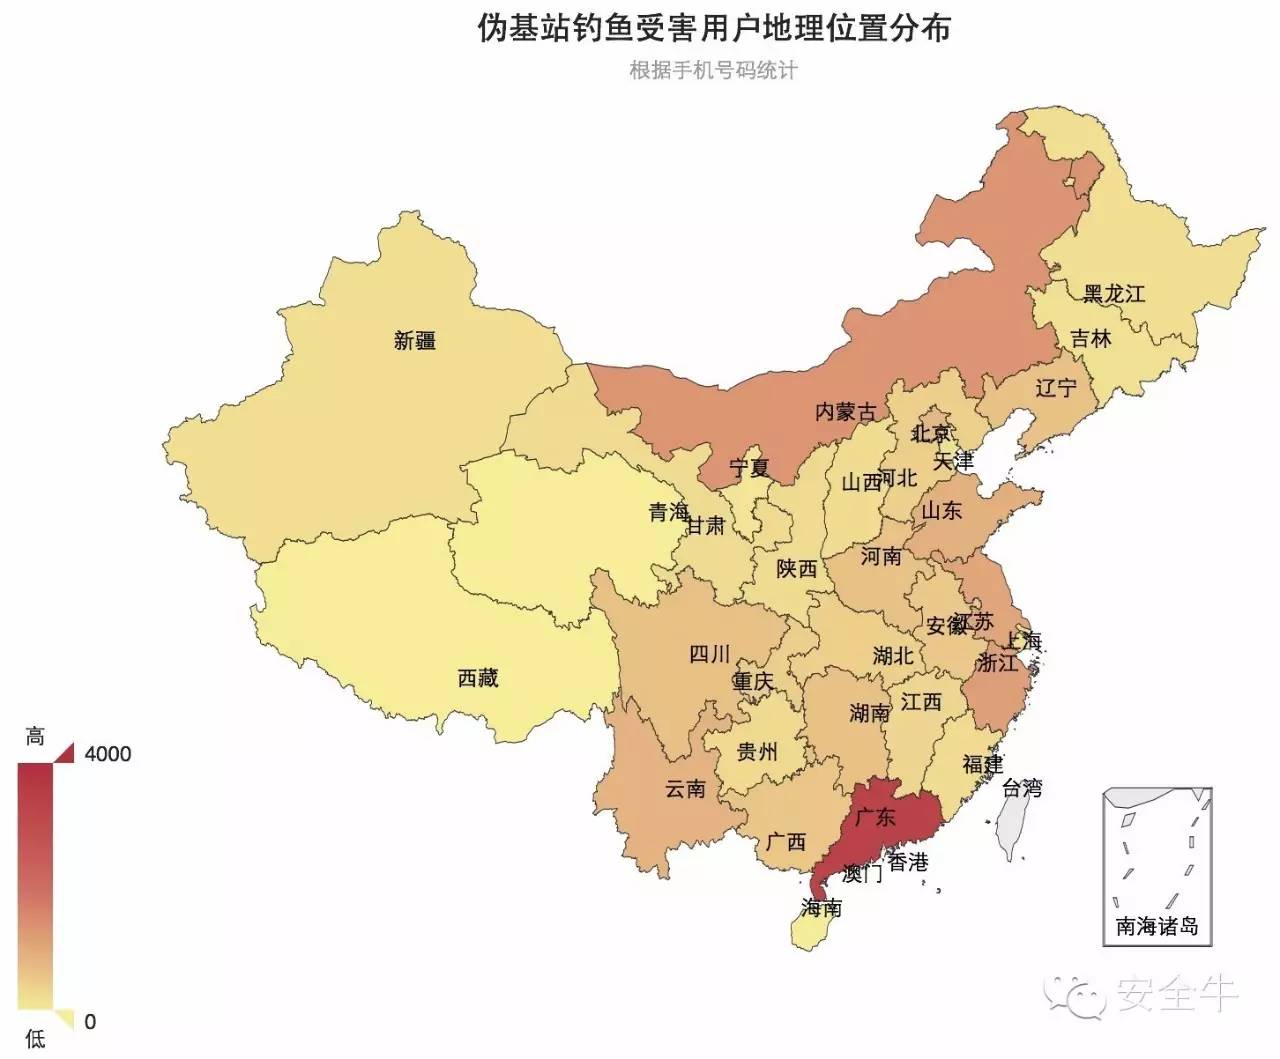 伪基站钓鱼受害用户地理位置分布
根据手机号码统计
黑龙江
新疆
吉林
辽宁
内蒙古
北京
天津
宁夏
山西
河北
青海
甘肃
山东
河南
陕西
安徽
江苏
上海
四川
湖北
浙江
西藏
重庆
江西
湖南
高
4000
贵州
福建
云南
台湾
广东
广西
香港
澳门
海南
南海诸岛
安全牛
0
低